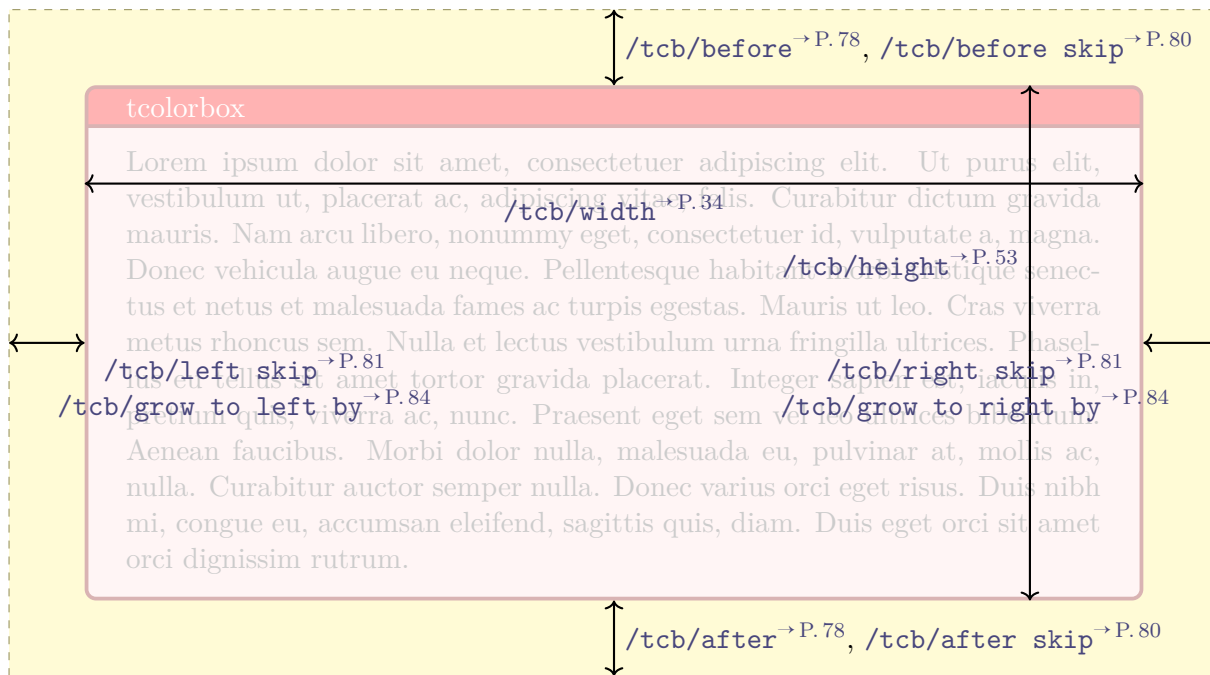 /tcb/before→P. 78, /tcb/before skip→P. 80
tcolorbox
Lorem ipsum dolor sit amet, consectetuer adipiscing elit. Ut purus elit,
vestibulum ut, placerat ac, adipiscing vitae, felis. Curabitur dictum gravida
/tcb/width→P. 34
mauris. Nam arcu libero, nonummy eget, consectetuer id, vulputate a, magna.
Donec vehicula augue eu neque. Pellentesque habitant morbi tristique senec-
/tcb/height→P. 53
tus et netus et malesuada fames ac turpis egestas. Mauris ut leo. Cras viverra
metus rhoncus sem. Nulla et lectus vestibulum urna fringilla ultrices. Phasel-
/tcb/left skip→P. 81
/tcb/right skip→P. 81
lus eu tellus sit amet tortor gravida placerat. Integer sapien est, iaculis in,
/tcb/grow to left by→P. 84
/tcb/grow to right by→P. 84
pretium quis, viverra ac, nunc. Praesent eget sem vel leo ultrices bibendum.
Aenean faucibus. Morbi dolor nulla, malesuada eu, pulvinar at, mollis ac,
nulla. Curabitur auctor semper nulla. Donec varius orci eget risus. Duis nibh
mi, congue eu, accumsan eleifend, sagittis quis, diam. Duis eget orci sit amet
orci dignissim rutrum.
/tcb/after→P. 78, /tcb/after skip→P. 80